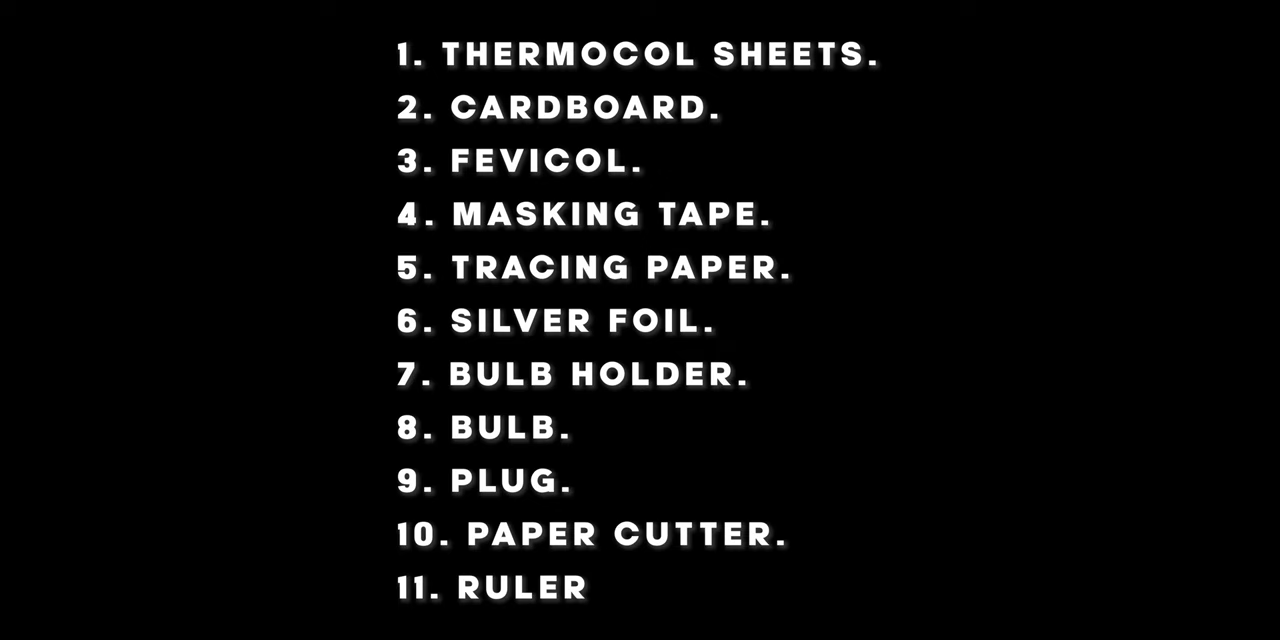 1. THERMOCOL SHEETS.
2. CARDBOARD.
3. FEVICOL.
4. MASKING TAPE.
5. TRACING PAPER.
6. SILVER FOIL.
7. BULB HOLDER.
8. BULB.
9. PLUG.
10. PAPER CUTTER.
11. RULER